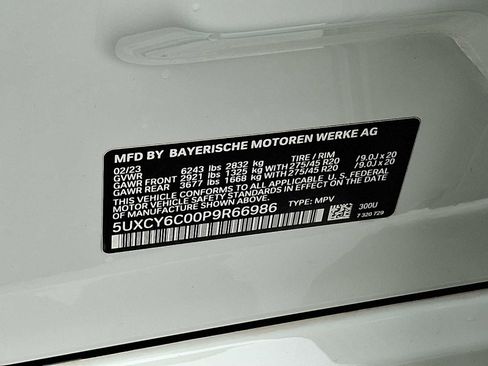 MFD BY BAYERISCHE MOTOREN WERKE AG
02/23 TIRE / RIM
GVWR 6243 lbs 2832 kg
GAWR FRONT 2921 lbs 1325 kg WITH 275/45 R20 / 9.0J x 20
GAWR REAR 3677 lbs 1668 kg WITH 275/45 R20 / 9.0J x 20
THIS VEHICLE CONFORMS TO ALL APPLICABLE U. S. FEDERAL
MOTOR VEHICLE SAFETY STANDARDS IN EFFECT ON THE DATE
OF MANUFACTURE SHOWN ABOVE.
5UXCY6C00P9R66986 TYPE: MPV 300U
7 320 729